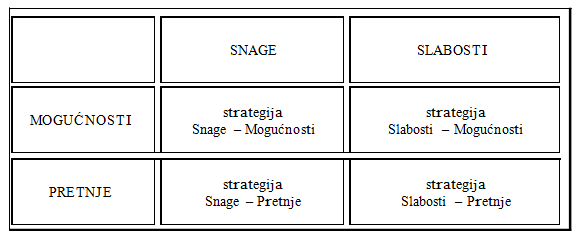 SNAGE
SLABOSTI
MOGUĆNOSTI
strategija
Snage – Mogućnosti
strategija
Slabosti – Mogućnosti
PRETNJE
strategija
Snage – Pretnje
strategija
Slabosti – Pretnje